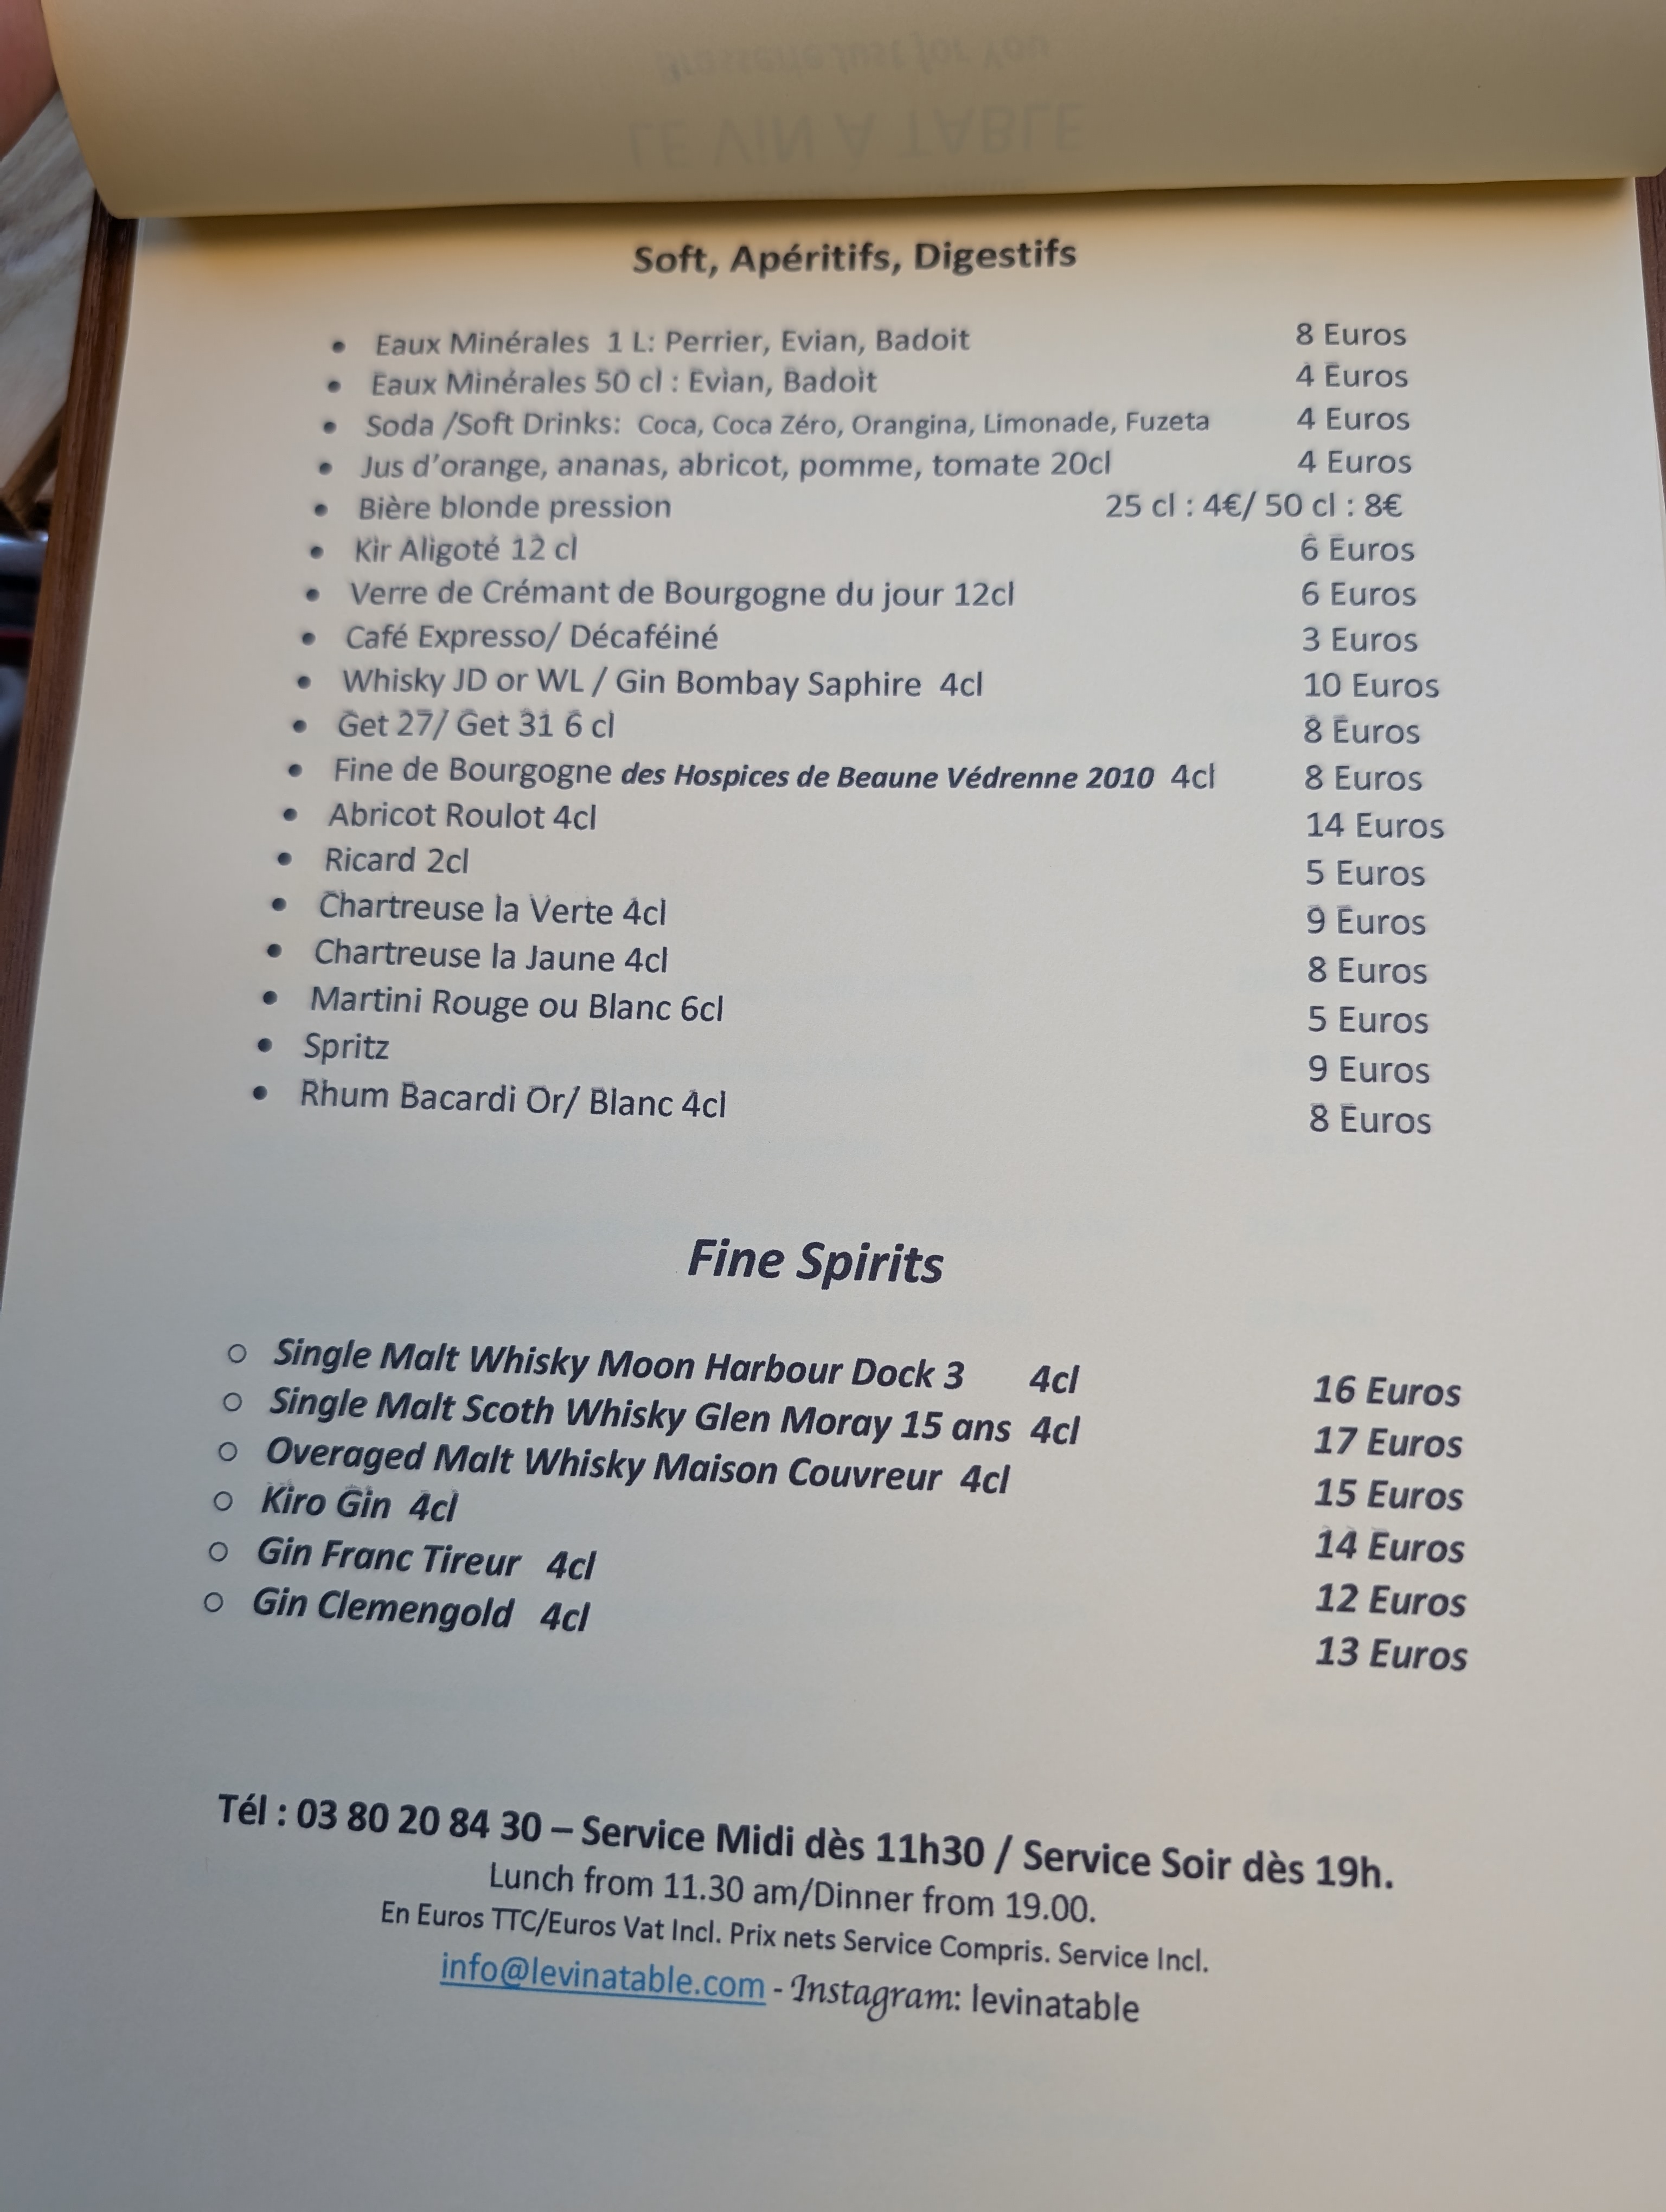 Brasserie Just for You
LE VIN A TABLE
Soft, Apéritifs, Digestifs
• Eaux Minérales 1 L: Perrier, Evian, Badoit 8 Euros
• Eaux Minérales 50 cl : Evian, Badoit 4 Euros
• Soda /Soft Drinks: Coca, Coca Zéro, Orangina, Limonade, Fuzeta 4 Euros
• Jus d'orange, ananas, abricot, pomme, tomate 20cl 4 Euros
• Bière blonde pression 25 cl : 4€/ 50 cl : 8€
• Kir Aligoté 12 cl 6 Euros
• Verre de Crémant de Bourgogne du jour 12cl 6 Euros
• Café Expresso/ Décaféiné 3 Euros
• Whisky JD or WL / Gin Bombay Saphire 4cl 10 Euros
• Get 27/ Get 31 6 cl 8 Euros
• Fine de Bourgogne des Hospices de Beaune Védrenne 2010 4cl 8 Euros
• Abricot Roulot 4cl 14 Euros
• Ricard 2cl 5 Euros
• Chartreuse la Verte 4cl 9 Euros
• Chartreuse la Jaune 4cl 8 Euros
• Martini Rouge ou Blanc 6cl 5 Euros
• Spritz 9 Euros
• Rhum Bacardi Or/ Blanc 4cl 8 Euros
Fine Spirits
○ Single Malt Whisky Moon Harbour Dock 3 4cl 16 Euros
○ Single Malt Scoth Whisky Glen Moray 15 ans 4cl 17 Euros
○ Overaged Malt Whisky Maison Couvreur 4cl 15 Euros
○ Kiro Gin 4cl 14 Euros
○ Gin Franc Tireur 4cl 12 Euros
○ Gin Clemengold 4cl 13 Euros
Tél : 03 80 20 84 30 – Service Midi dès 11h30 / Service Soir dès 19h.
Lunch from 11.30 am/Dinner from 19.00.
En Euros TTC/Euros Vat Incl. Prix nets Service Compris. Service Incl.
info@levinatable.com - Instagram: levinatable